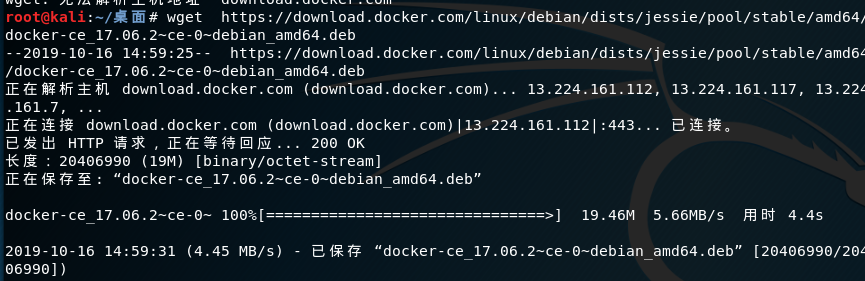 wget: 无法解析主机地址 “download.docker.com”
root@kali:~/桌面# wget  https://download.docker.com/linux/debian/dists/jessie/pool/stable/amd64/
docker-ce_17.06.2~ce-0~debian_amd64.deb
--2019-10-16 14:59:25--  https://download.docker.com/linux/debian/dists/jessie/pool/stable/amd64
/docker-ce_17.06.2~ce-0~debian_amd64.deb
正在解析主机 download.docker.com (download.docker.com)... 13.224.161.112, 13.224.161.117, 13.224
.161.7, ...
正在连接 download.docker.com (download.docker.com)|13.224.161.112|:443... 已连接。
已发出 HTTP 请求，正在等待回应... 200 OK
长度：20406990 (19M) [binary/octet-stream]
正在保存至: “docker-ce_17.06.2~ce-0~debian_amd64.deb”
docker-ce_17.06.2~ce-0~ 100%[===============================>]  19.46M  5.66MB/s  用时 4.4s
2019-10-16 14:59:31 (4.45 MB/s) - 已保存 “docker-ce_17.06.2~ce-0~debian_amd64.deb” [20406990/204
06990])